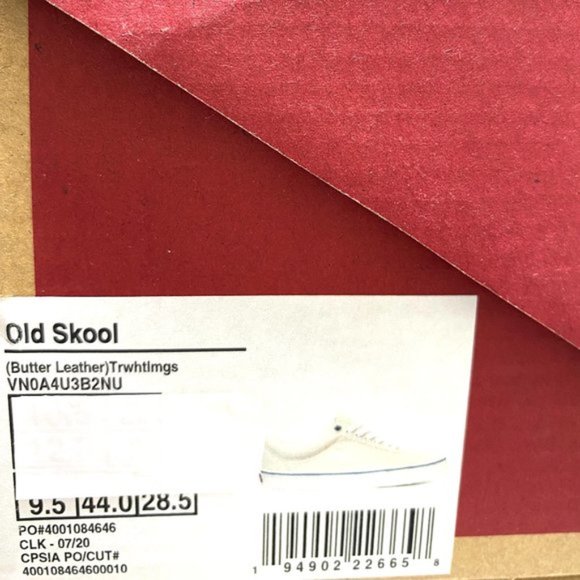 Old Skool
(Butter Leather)Trwhtlmgs
VN0A4U3B2NU
9.5 44.0 28.5
PO#4001084646
CLK - 07/20
CPSIA PO/CUT#
400108464600010
1 94902 22665 8